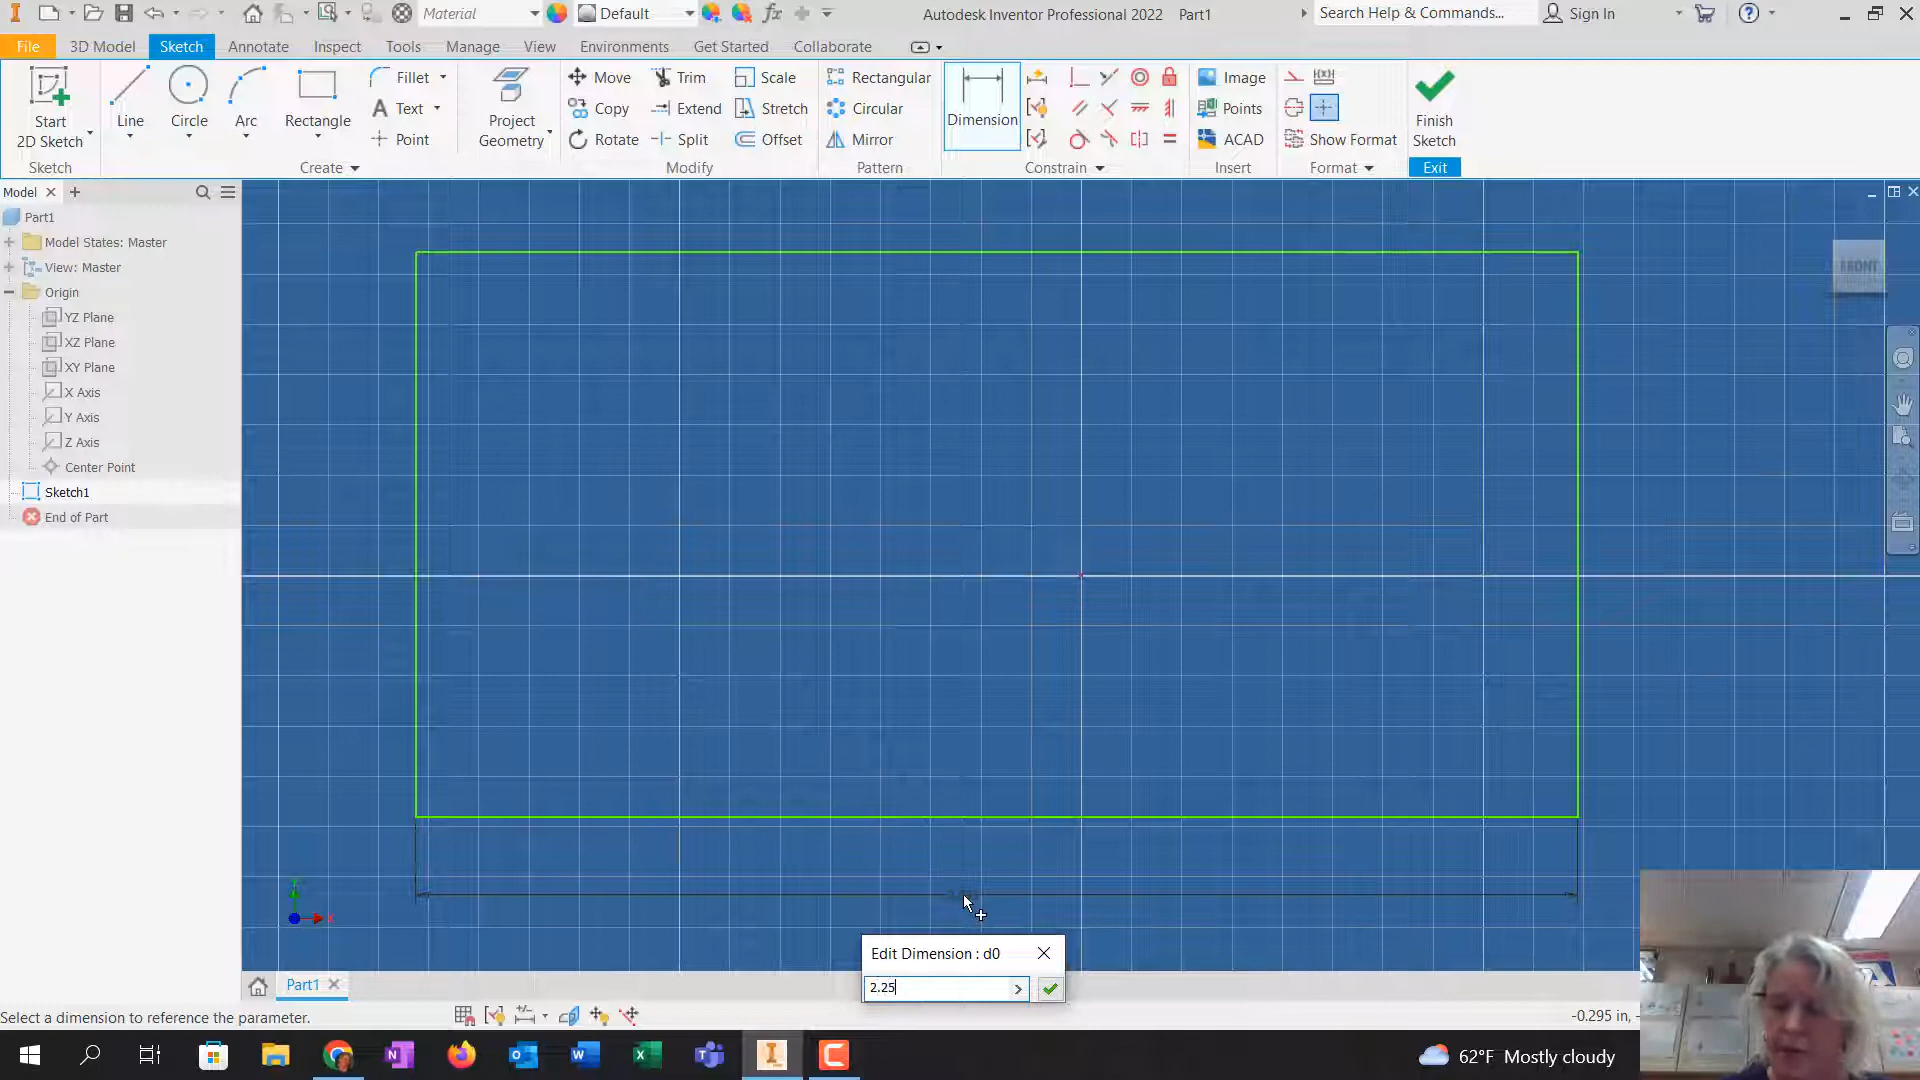 Material
Default
Autodesk Inventor Professional 2022 Part1
Search Help & Commands...
Sign In
File
3D Model
Sketch
Annotate
Inspect
Tools
Manage
View
Environments
Get Started
Collaborate
Start
2D Sketch
Line
Circle
Arc
Rectangle
Fillet
Text
Point
Project
Geometry
Move
Copy
Rotate
Trim
Extend
Split
Scale
Stretch
Offset
Rectangular
Circular
Mirror
Dimension
Image
Points
ACAD
Show Format
Finish
Sketch
Sketch
Create
Modify
Pattern
Constrain
Insert
Format
Exit
Model
Part1
Model States: Master
View: Master
Origin
YZ Plane
XZ Plane
XY Plane
X Axis
Y Axis
Z Axis
Center Point
Sketch1
End of Part
FRONT
X
Edit Dimension : d0
2.25
Part1
Select a dimension to reference the parameter.
-0.295 in, -
62°F Mostly cloudy